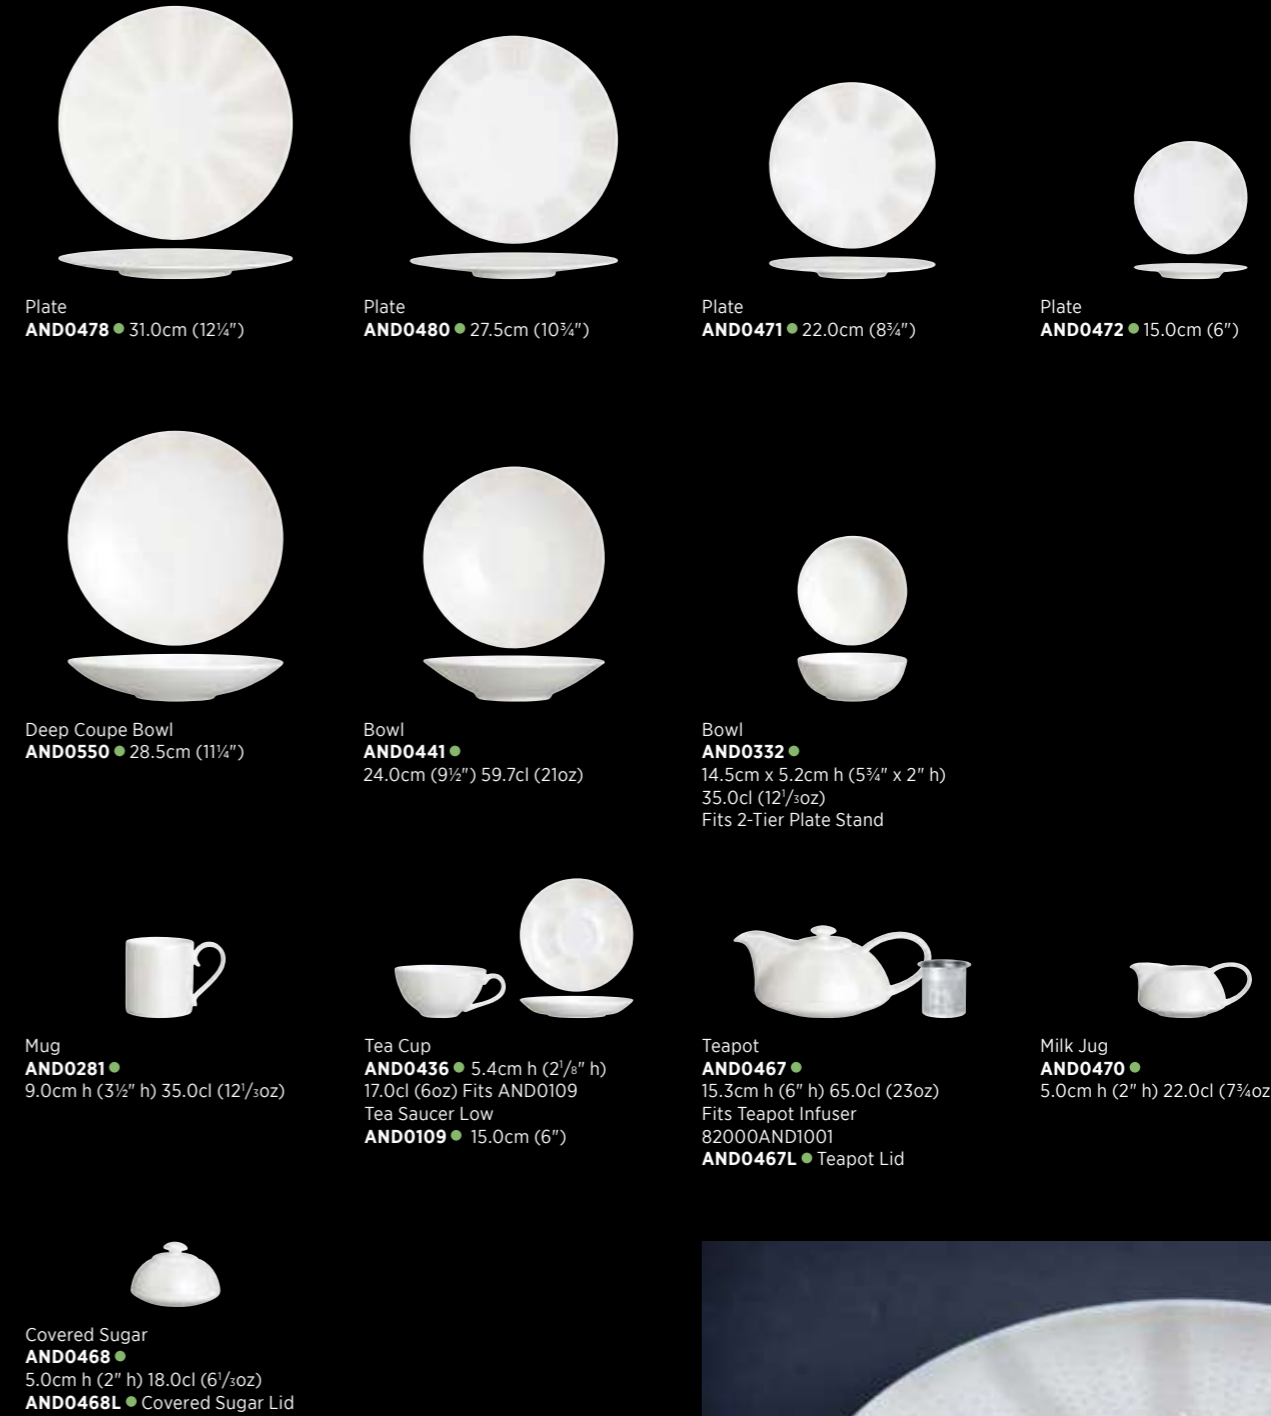 Plate
AND0478 ● 31.0cm (12¼")
Plate
AND0480 ● 27.5cm (10¾")
Plate
AND0471 ● 22.0cm (8¾")
Plate
AND0472 ● 15.0cm (6")
Deep Coupe Bowl
AND0550 ● 28.5cm (11¼")
Bowl
AND0441 ●
24.0cm (9½") 59.7cl (21oz)
Bowl
AND0332 ●
14.5cm x 5.2cm h (5¾" x 2" h)
35.0cl (12¹/₃oz)
Fits 2-Tier Plate Stand
Mug
AND0281 ●
9.0cm h (3½" h) 35.0cl (12¹/₃oz)
Tea Cup
AND0436 ● 5.4cm h (2¹/₈" h)
17.0cl (6oz) Fits AND0109
Tea Saucer Low
AND0109 ● 15.0cm (6")
Teapot
AND0467 ●
15.3cm h (6" h) 65.0cl (23oz)
Fits Teapot Infuser
82000AND1001
AND0467L ● Teapot Lid
Milk Jug
AND0470 ●
5.0cm h (2" h) 22.0cl (7¾oz
Covered Sugar
AND0468 ●
5.0cm h (2" h) 18.0cl (6¹/₃oz)
AND0468L ● Covered Sugar Lid